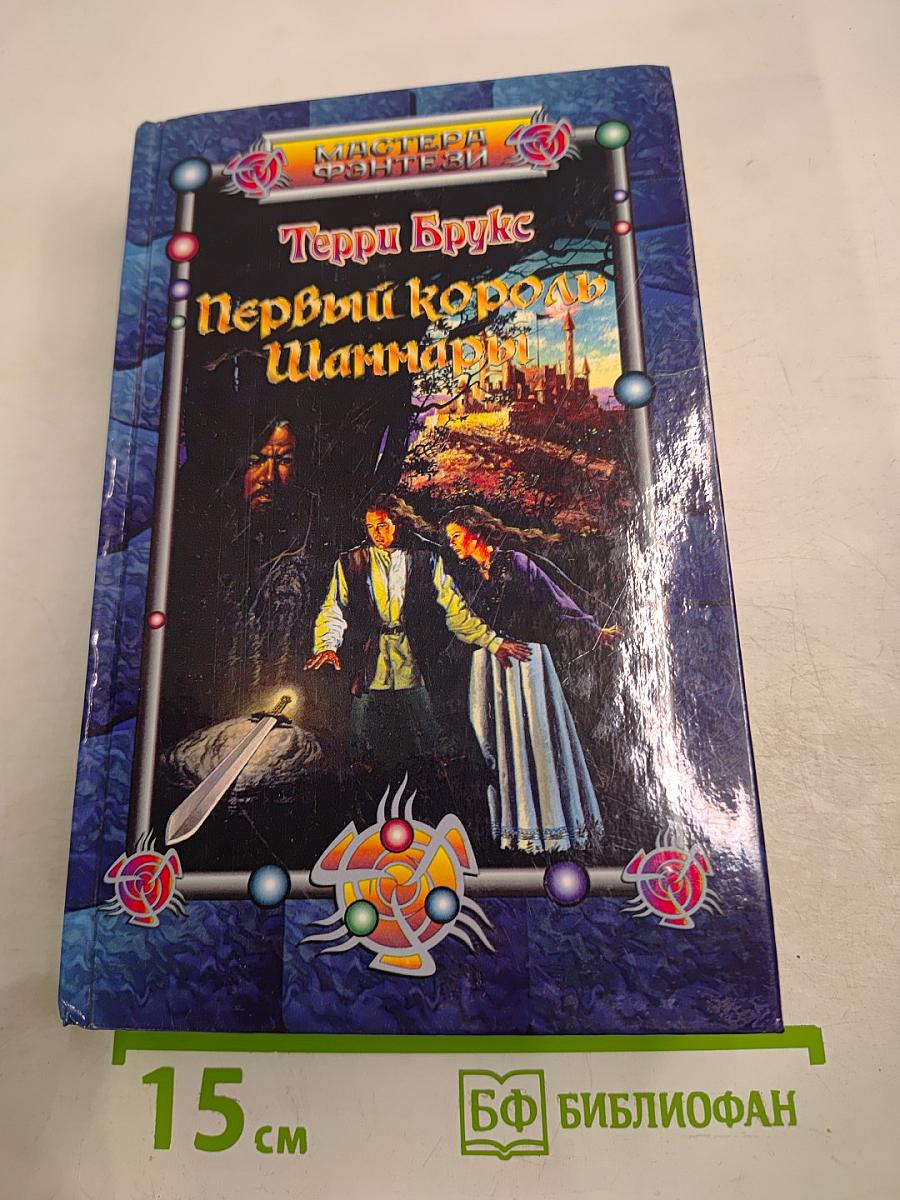 МАСТЕРА
ФЭНТЕЗИ
Терри Брукс
Первый король
Шаннары
15 см
БФ БИБЛИОФАН